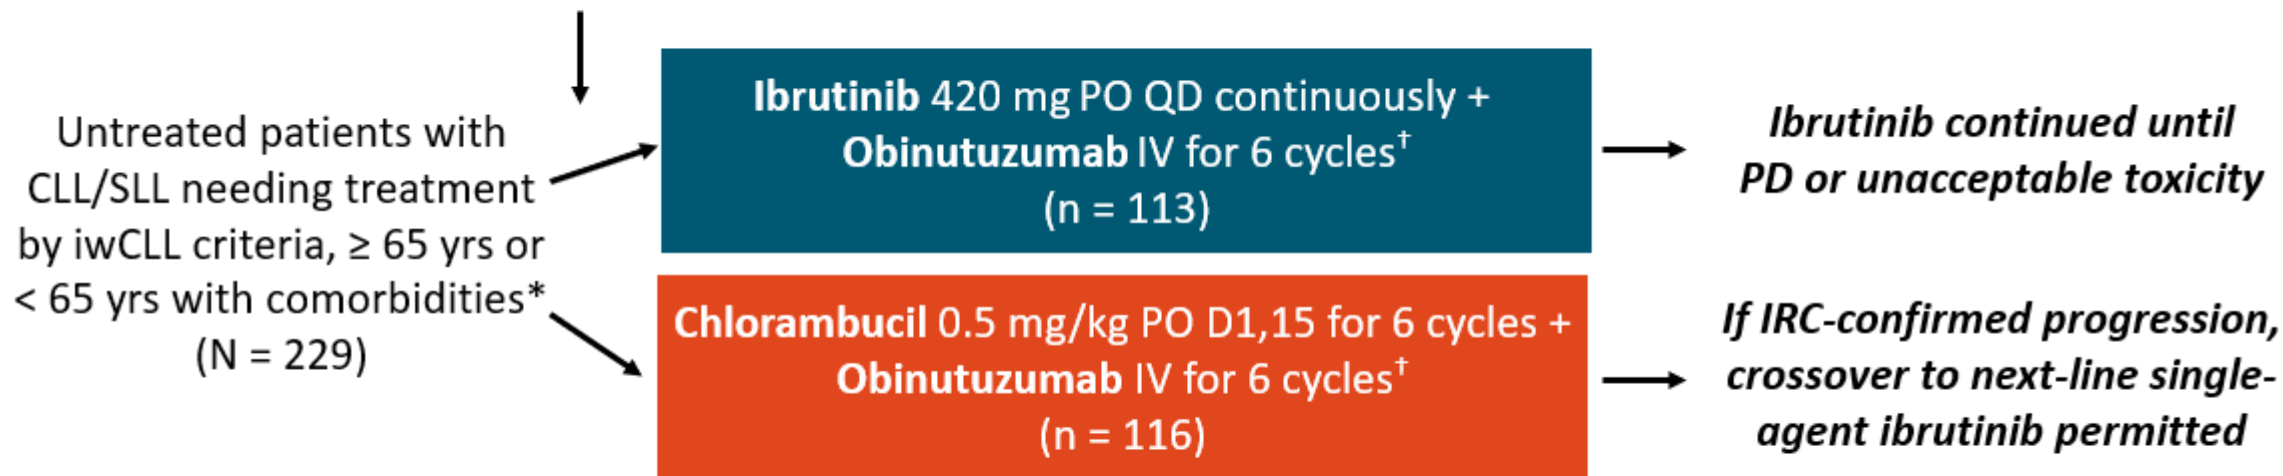 Untreated patients with
CLL/SLL needing treatment
by iwCLL criteria, ≥ 65 yrs or
< 65 yrs with comorbidities*
(N = 229)
Ibrutinib 420 mg PO QD continuously +
Obinutuzumab IV for 6 cycles†
(n = 113)
Ibrutinib continued until
PD or unacceptable toxicity
Chlorambucil 0.5 mg/kg PO D1,15 for 6 cycles +
Obinutuzumab IV for 6 cycles†
(n = 116)
If IRC-confirmed progression,
crossover to next-line single-
agent ibrutinib permitted